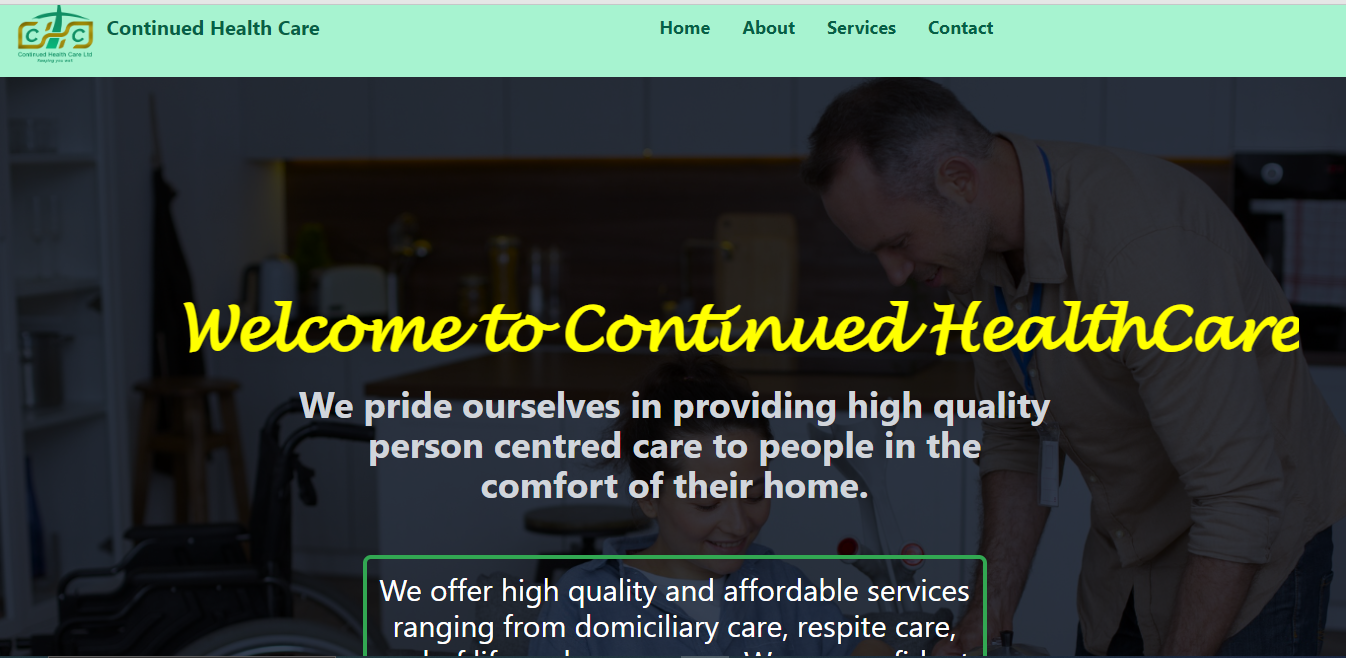 C H C
Continued Health Care Ltd
Keeping you well
Continued Health Care
Home About Services Contact
Welcome to Continued HealthCare
We pride ourselves in providing high quality
person centred care to people in the
comfort of their home.
We offer high quality and affordable services
ranging from domiciliary care, respite care,